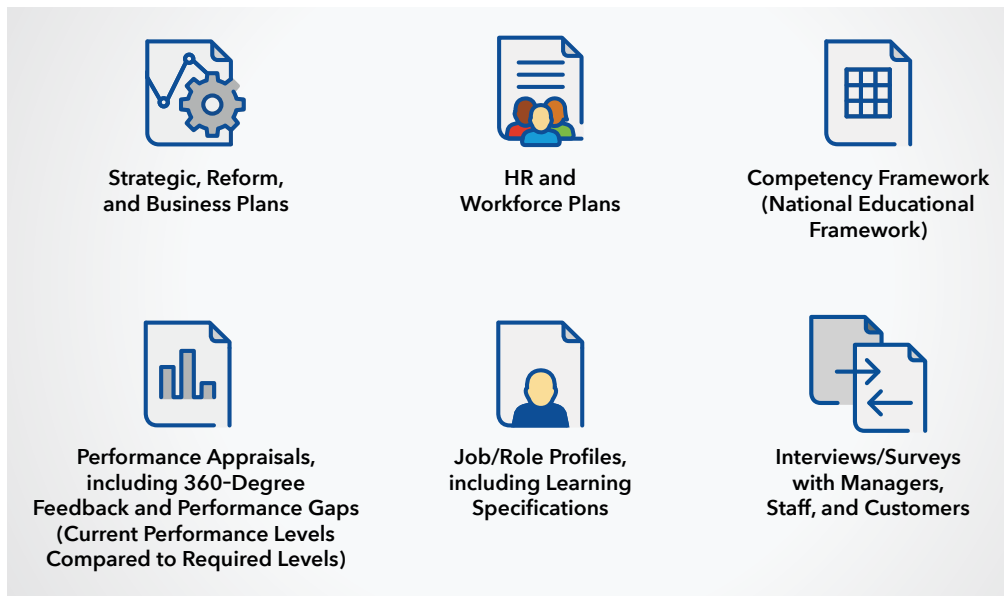 Strategic, Reform,
and Business Plans
HR and
Workforce Plans
Competency Framework
(National Educational
Framework)
Performance Appraisals,
including 360-Degree
Feedback and Performance Gaps
(Current Performance Levels
Compared to Required Levels)
Job/Role Profiles,
including Learning
Specifications
Interviews/Surveys
with Managers,
Staff, and Customers